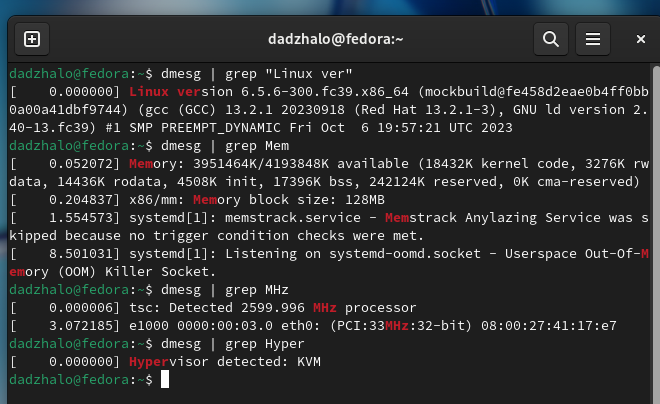 dadzhalo@fedora:~
dadzhalo@fedora:~$ dmesg | grep "Linux ver"
[    0.000000] Linux version 6.5.6-300.fc39.x86_64 (mockbuild@fe458d2eae0b4ff0bb
0a00a41dbf9744) (gcc (GCC) 13.2.1 20230918 (Red Hat 13.2.1-3), GNU ld version 2.
40-13.fc39) #1 SMP PREEMPT_DYNAMIC Fri Oct  6 19:57:21 UTC 2023
dadzhalo@fedora:~$ dmesg | grep Mem
[    0.052072] Memory: 3951464K/4193848K available (18432K kernel code, 3276K rw
data, 14436K rodata, 4508K init, 17396K bss, 242124K reserved, 0K cma-reserved)
[    0.204837] x86/mm: Memory block size: 128MB
[    1.554573] systemd[1]: memstrack.service - Memstrack Anylazing Service was s
kipped because no trigger condition checks were met.
[    8.501031] systemd[1]: Listening on systemd-oomd.socket - Userspace Out-Of-M
emory (OOM) Killer Socket.
dadzhalo@fedora:~$ dmesg | grep MHz
[    0.000006] tsc: Detected 2599.996 MHz processor
[    3.072185] e1000 0000:00:03.0 eth0: (PCI:33MHz:32-bit) 08:00:27:41:17:e7
dadzhalo@fedora:~$ dmesg | grep Hyper
[    0.000000] Hypervisor detected: KVM
dadzhalo@fedora:~$